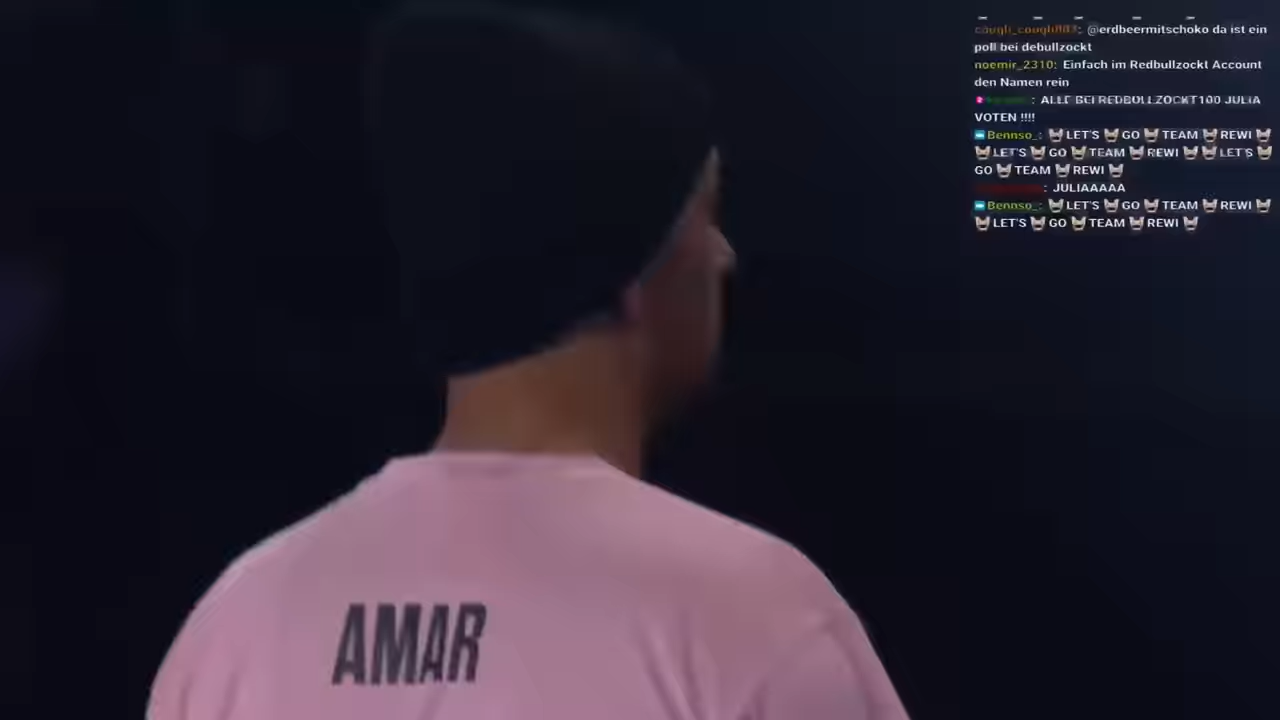 : @erdbeermitschoko da ist ein
poll bei debullzockt
noemir_2310: Einfach im Redbullzockt Account
den Namen rein
: ALLE BEI REDBULLZOCKT100 JULIA
VOTEN !!!!
Bennso_: LET'S GO TEAM REWI
LET'S GO TEAM REWI LET'S
GO TEAM REWI
: JULIAAAAA
Bennso_: LET'S GO TEAM REWI
LET'S GO TEAM REWI
AMAR